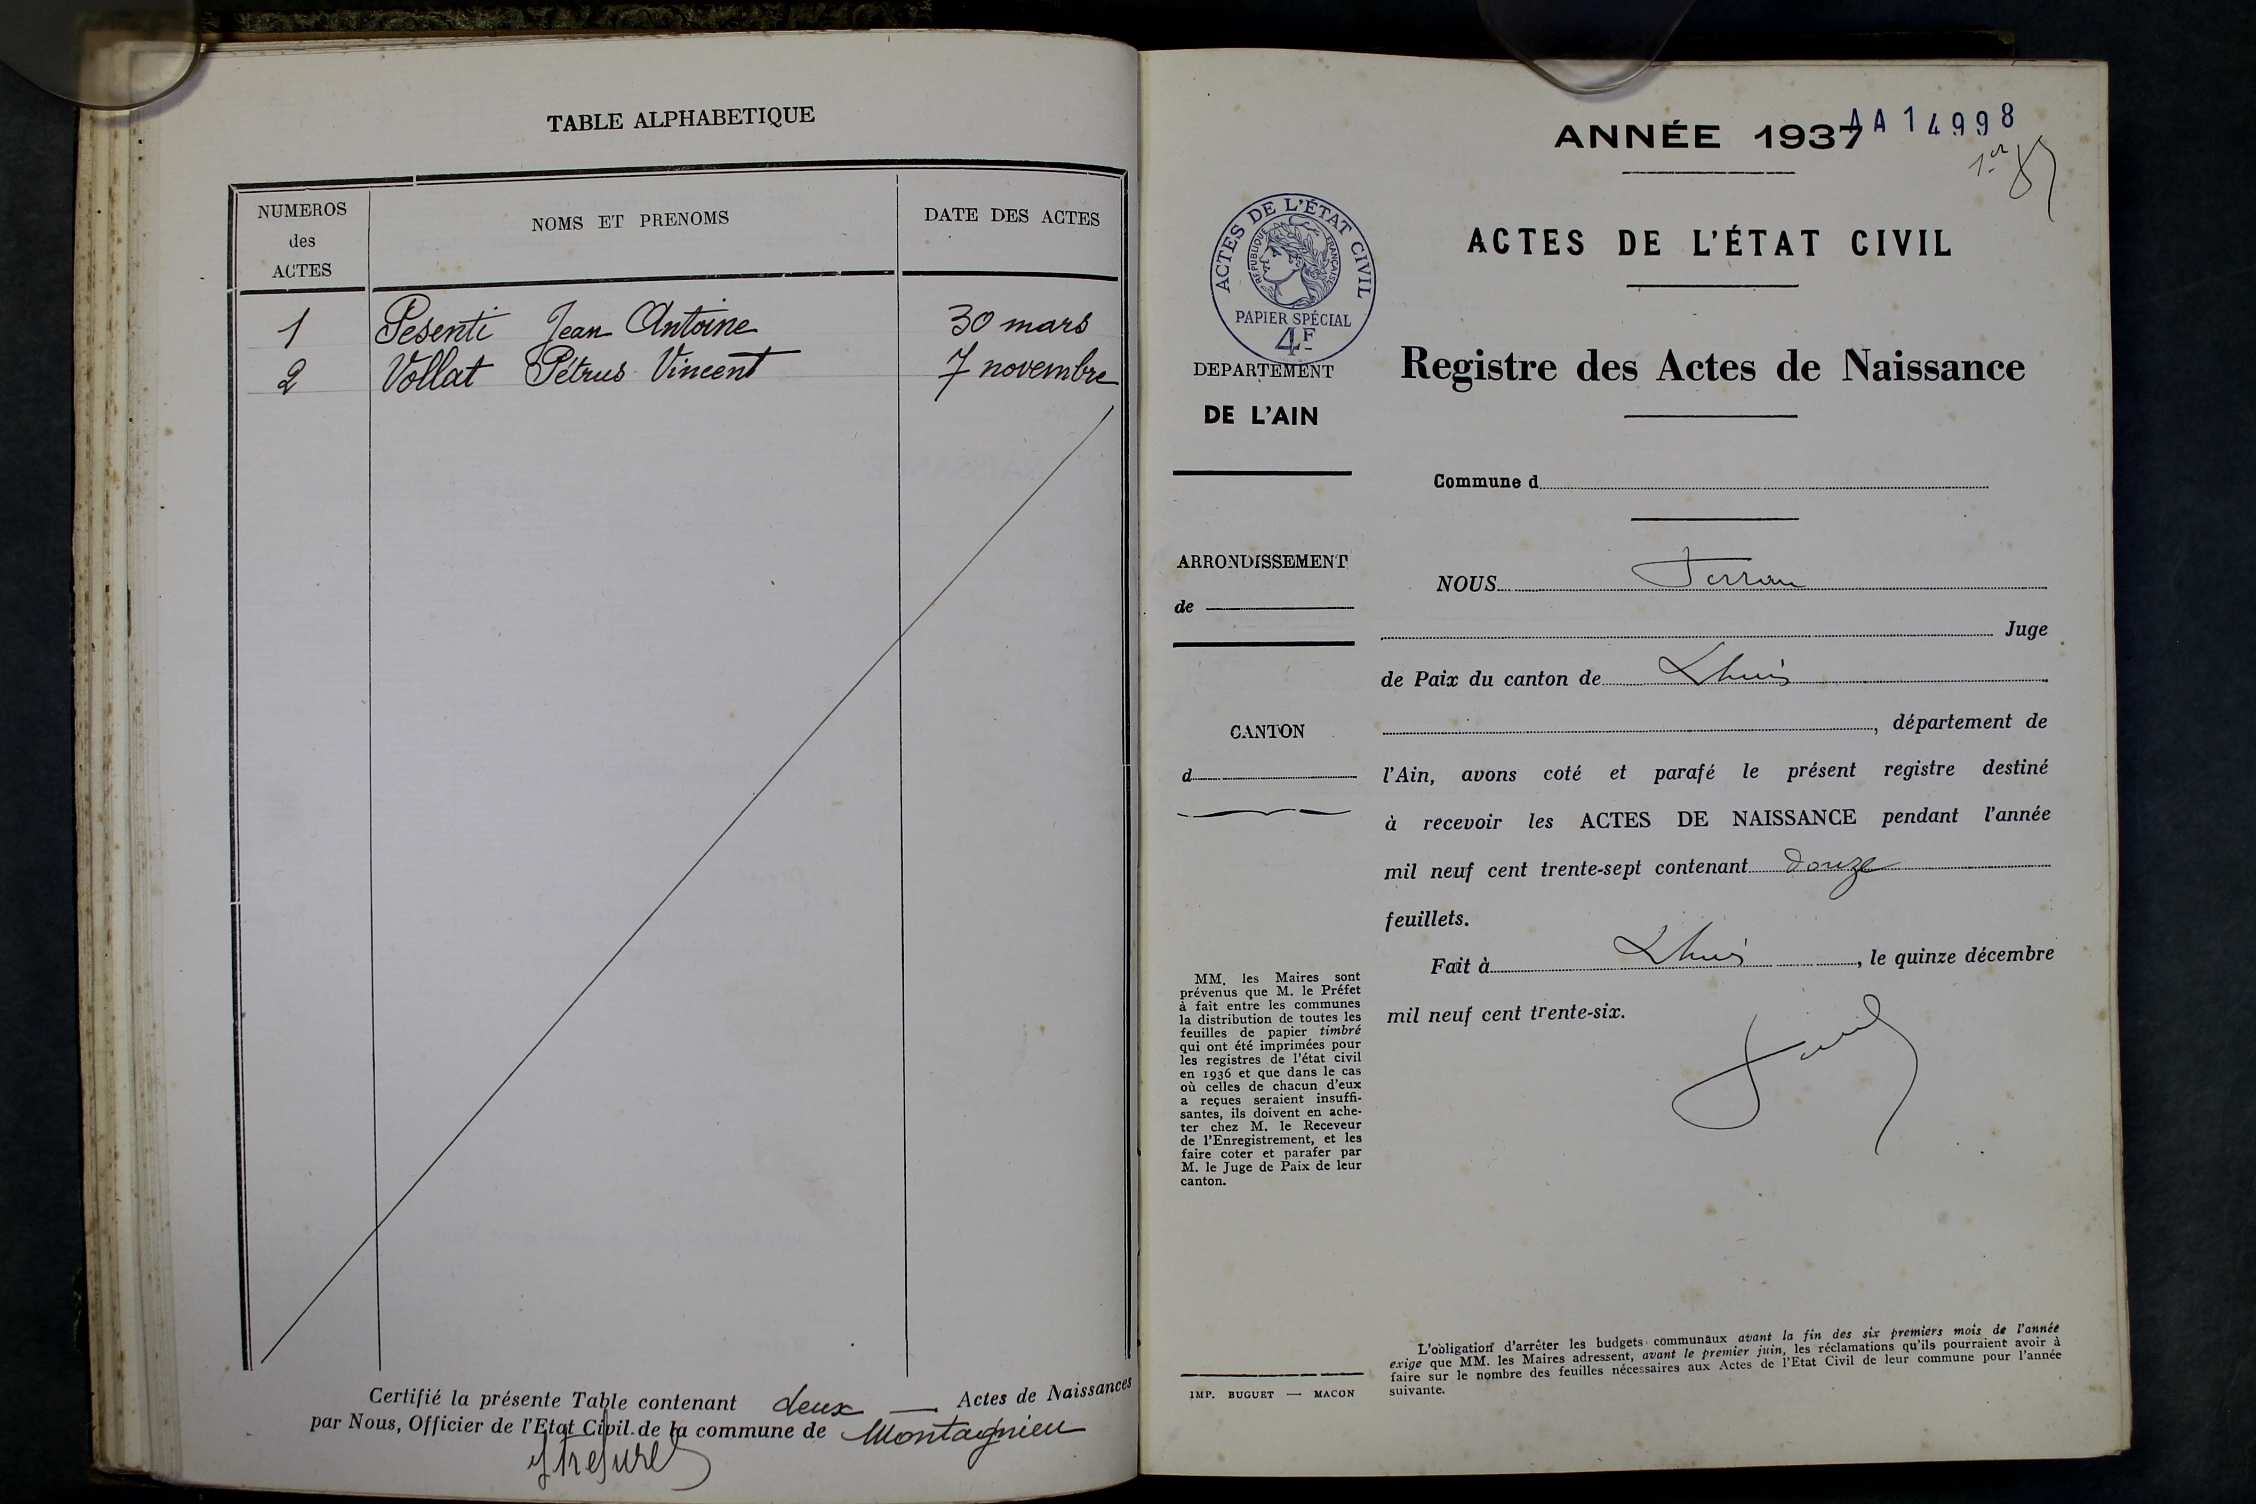 TABLE ALPHABETIQUE
NUMEROS
des
ACTES
NOMS ET PRENOMS
DATE DES ACTES
1 Pesenti Jean Antoine 30 mars
2 Vollat Pétrus Vincent 7 novembre
Certifié la présente Table contenant deux — Actes de Naissances
par Nous, Officier de l'Etat Civil de la commune de Montagnieu
ANNÉE 1937
AA14998
1er
ACTES DE L'ÉTAT CIVIL
RÉPUBLIQUE FRANÇAISE
PAPIER SPÉCIAL
4F
ACTES DE L'ÉTAT CIVIL
Registre des Actes de Naissance
DEPARTEMENT
DE L'AIN
ARRONDISSEMENT
de
CANTON
d
MM. les Maires sont
prévenus que M. le Préfet
à fait entre les communes
la distribution de toutes les
feuilles de papier timbré
qui ont été imprimées pour
les registres de l'état civil
en 1936 et que dans le cas
où celles de chacun d'eux
a reçues seraient insuffi-
santes, ils doivent en ache-
ter chez M. le Receveur
de l'Enregistrement, et les
faire coter et parafer par
M. le Juge de Paix de leur
canton.
IMP. BUGUET — MACON
Commune d
NOUS
Juge
de Paix du canton de Lhuis
, département de
l'Ain, avons coté et parafé le présent registre destiné
à recevoir les ACTES DE NAISSANCE pendant l'année
mil neuf cent trente-sept contenant douze
feuillets.
Fait à Lhuis, le quinze décembre
mil neuf cent trente-six.
L'obligation d'arrêter les budgets communaux avant la fin des six premiers mois de l'année
exige que MM. les Maires adressent, avant le premier juin, les réclamations qu'ils pourraient avoir à
faire sur le nombre des feuilles nécessaires aux Actes de l'Etat Civil de leur commune pour l'année
suivante.